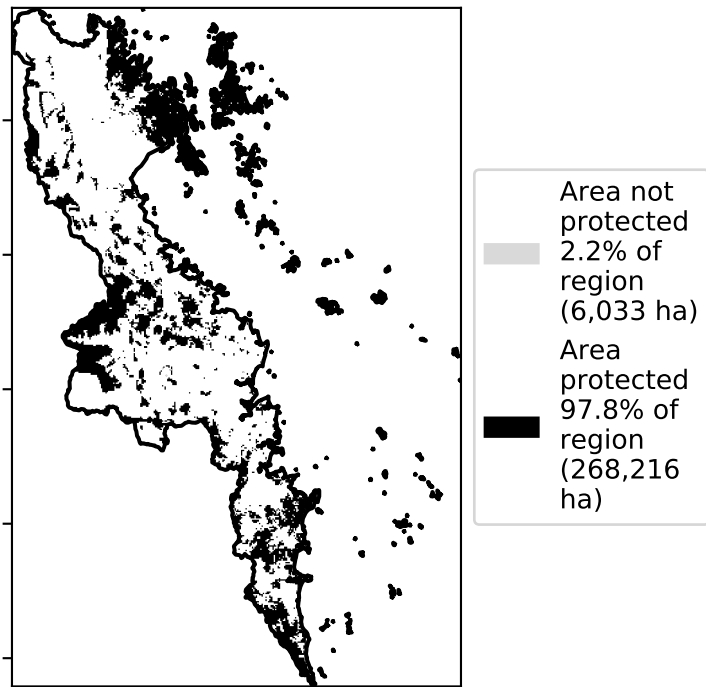 Area not
protected
2.2% of
region
(6,033 ha)
Area
protected
97.8% of
region
(268,216
ha)